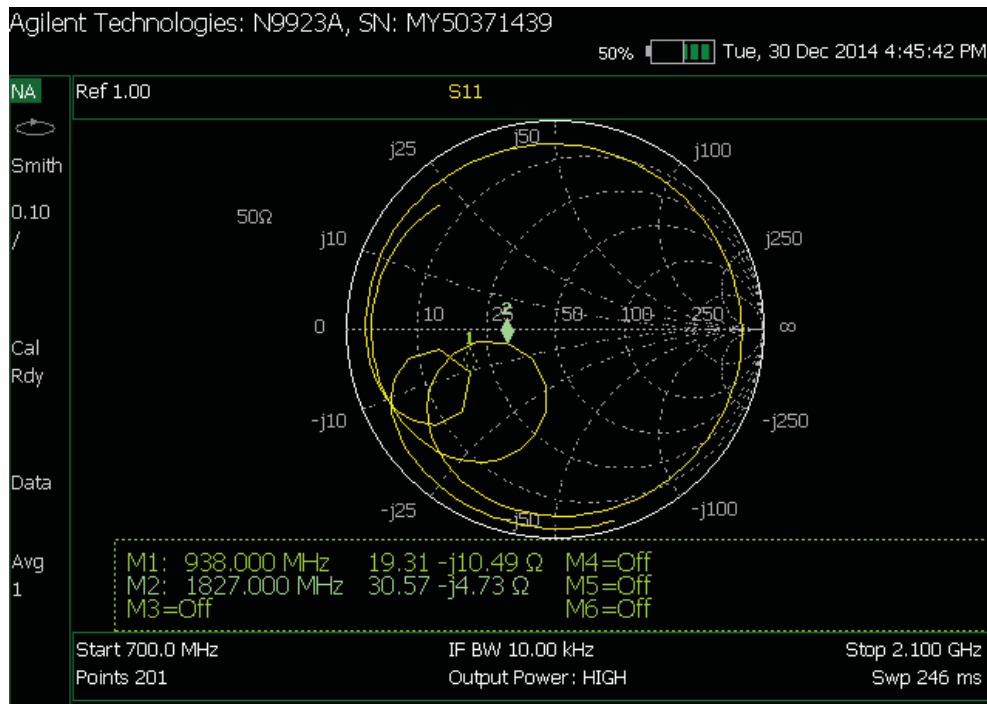 Agilent Technologies: N9923A, SN: MY50371439
50% Tue, 30 Dec 2014 4:45:42 PM
NA Ref 1.00 S11
Smith
0.10
/
Cal
Rdy
Data
Avg
1
50Ω
j50
j25 j100
j10 j250
0 10 25 50 100 250 ∞
2
1
-j10 -j250
-j25 -j100
-j50
M1: 938.000 MHz 19.31 -j10.49 Ω M4=Off
M2: 1827.000 MHz 30.57 -j4.73 Ω M5=Off
M3=Off M6=Off
Start 700.0 MHz IF BW 10.00 kHz Stop 2.100 GHz
Points 201 Output Power: HIGH Swp 246 ms